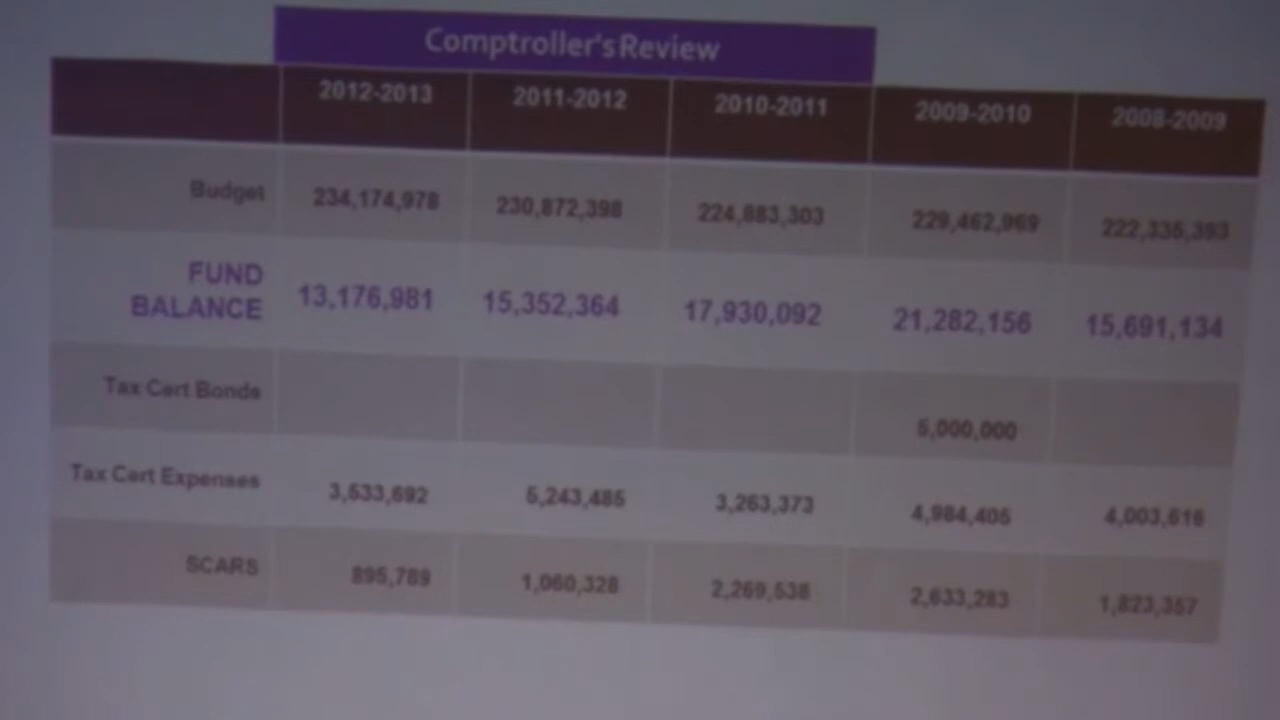 Comptroller's Review
2012-2013 2011-2012 2010-2011 2009-2010 2008-2009
Budget 234,174,978 230,872,398 224,883,303 229,462,969 222,335,393
FUND
BALANCE 13,176,981 15,352,364 17,930,092 21,282,156 15,691,134
Tax Cert Bonds 5,000,000
Tax Cert Expenses 3,533,692 5,243,485 3,263,373 4,984,405 4,003,616
SCARS 895,789 1,060,328 2,269,538 2,633,283 1,823,357